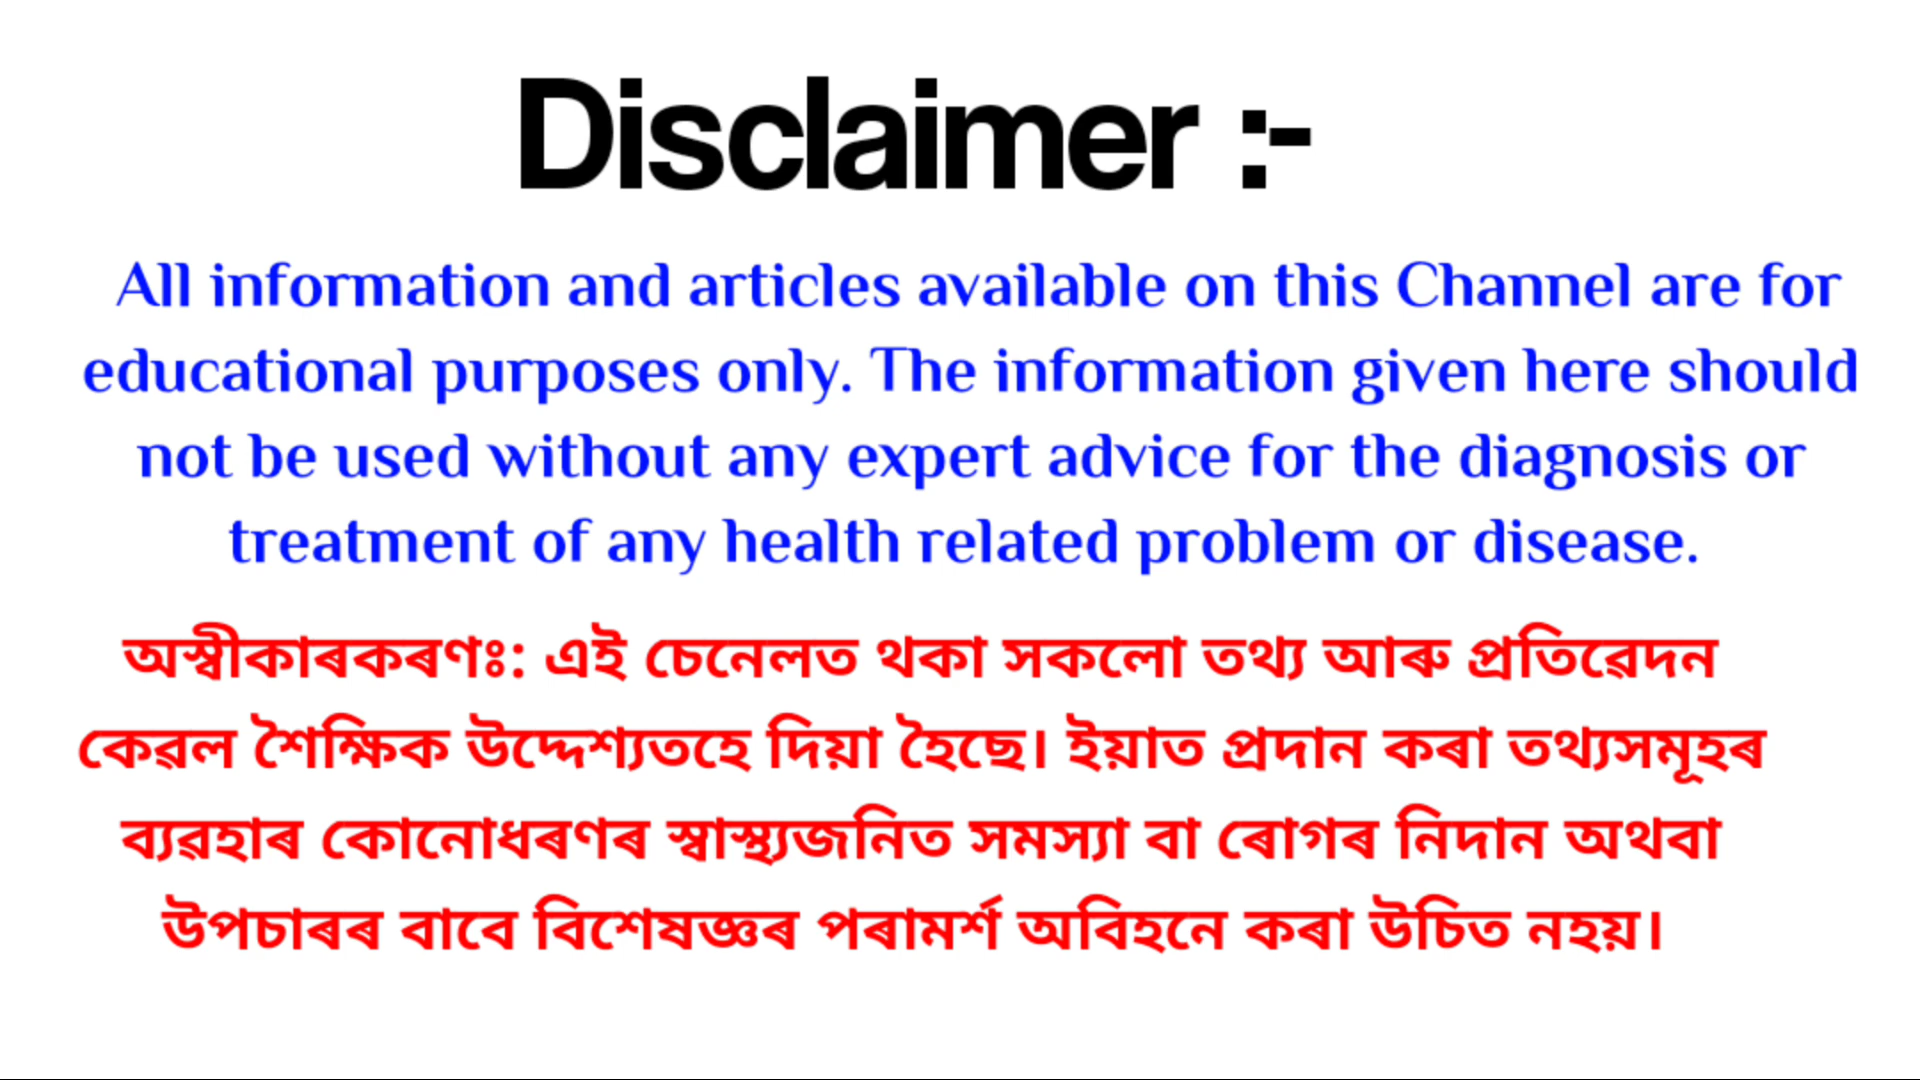 Disclaimer :-
All information and articles available on this Channel are for
educational purposes only. The information given here should
not be used without any expert advice for the diagnosis or
treatment of any health related problem or disease.
অস্বীকাৰকৰণঃ: এই চেনেলত থকা সকলো তথ্য আৰু প্ৰতিৱেদন
কেৱল শৈক্ষিক উদ্দেশ্যতহে দিয়া হৈছে। ইয়াত প্ৰদান কৰা তথ্যসমূহৰ
ব্যৱহাৰ কোনোধৰণৰ স্বাস্থ্যজনিত সমস্যা বা ৰোগৰ নিদান অথবা
উপচাৰৰ বাবে বিশেষজ্ঞৰ পৰামৰ্শ অবিহনে কৰা উচিত নহয়।